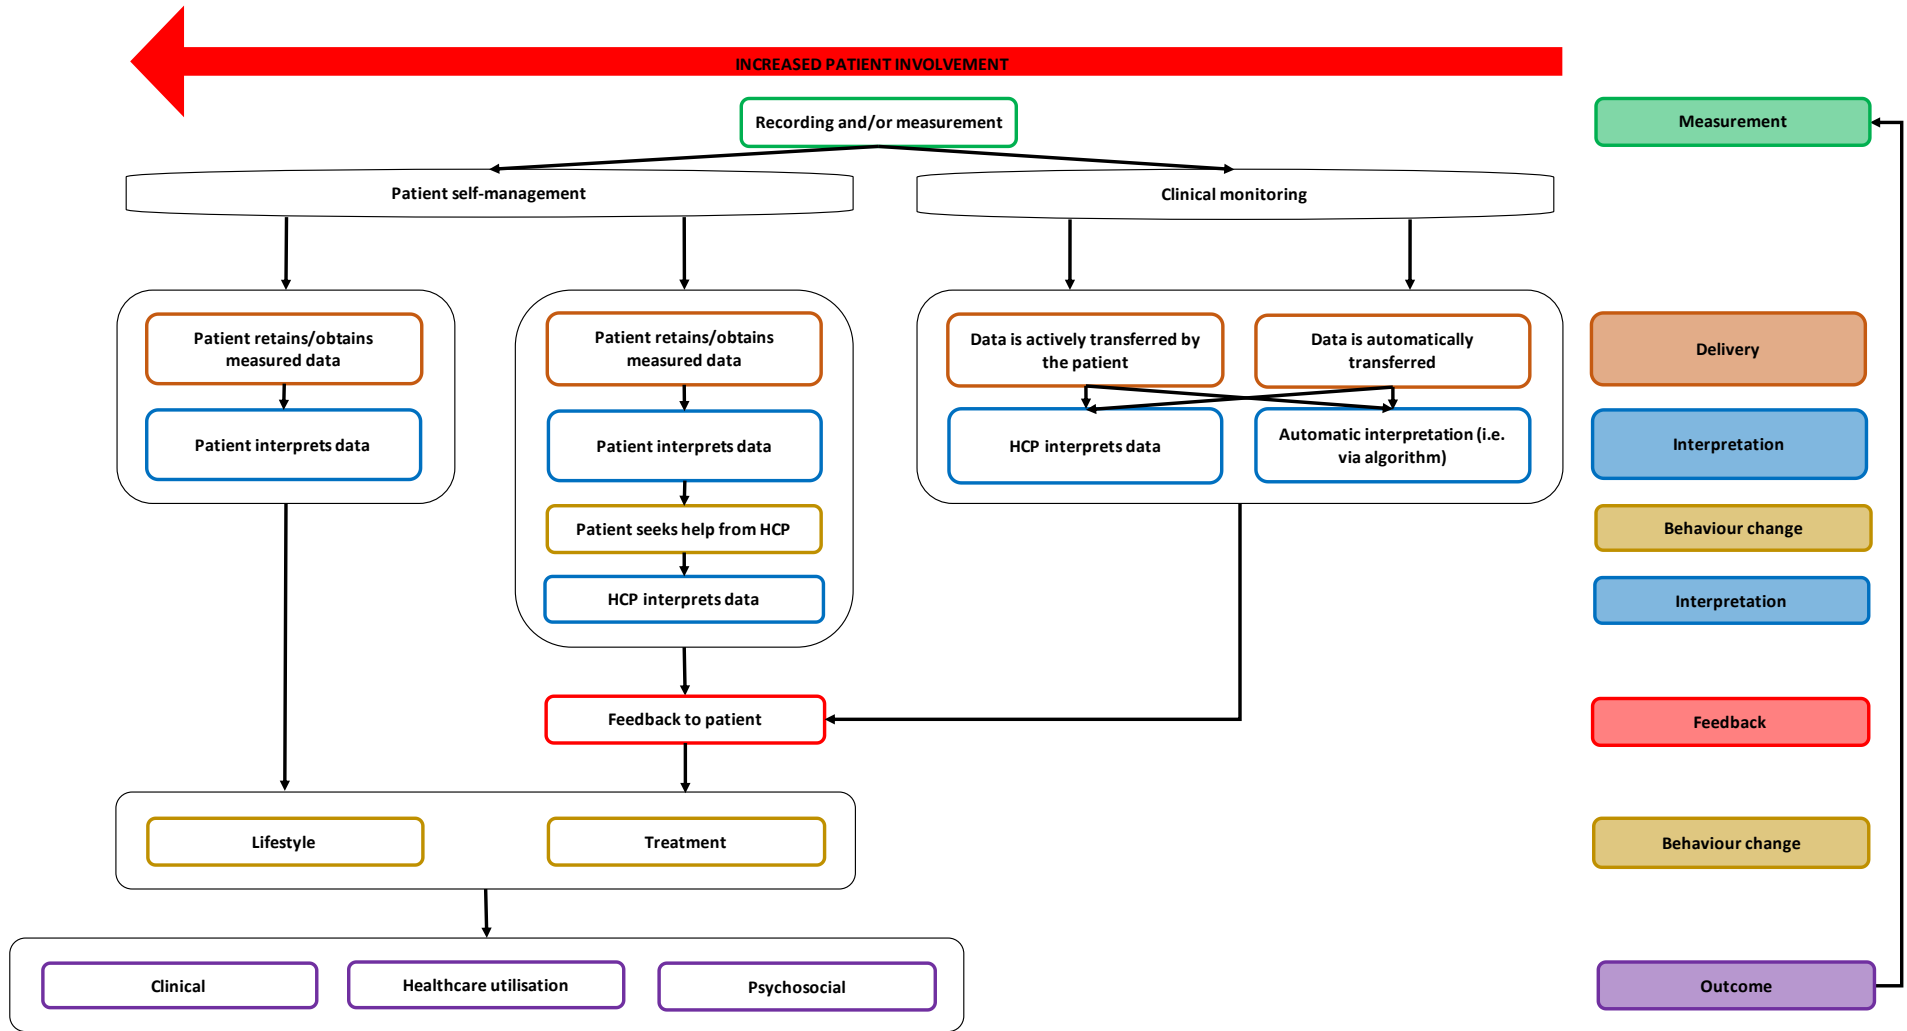 INCREASED PATIENT INVOLVEMENT
Recording and/or measurement
Measurement
Patient self-management
Clinical monitoring
Patient retains/obtains
measured data
Patient retains/obtains
measured data
Data is actively transferred by
the patient
Data is automatically
transferred
Delivery
Patient interprets data
Patient interprets data
HCP interprets data
Automatic interpretation (i.e.
via algorithm)
Interpretation
Patient seeks help from HCP
Behaviour change
HCP interprets data
Interpretation
Feedback to patient
Feedback
Lifestyle
Treatment
Behaviour change
Clinical
Healthcare utilisation
Psychosocial
Outcome